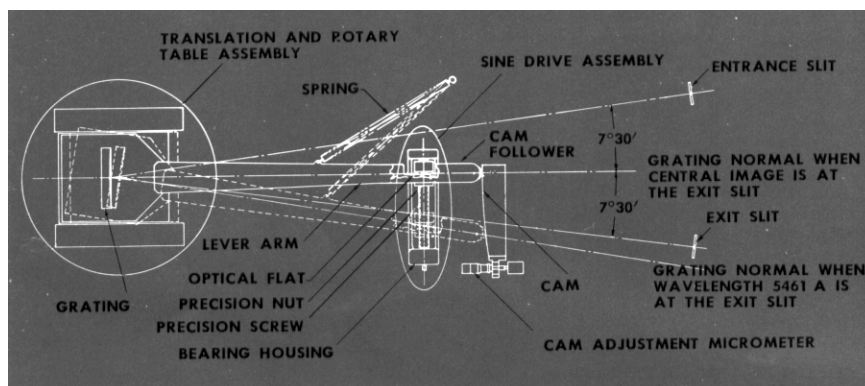 TRANSLATION AND ROTARY
TABLE ASSEMBLY
SINE DRIVE ASSEMBLY
SPRING
ENTRANCE SLIT
CAM
FOLLOWER
7°30'
GRATING NORMAL WHEN
CENTRAL IMAGE IS AT
THE EXIT SLIT
7°30'
EXIT SLIT
LEVER ARM
OPTICAL FLAT
GRATING
PRECISION NUT
CAM
GRATING NORMAL WHEN
WAVELENGTH 5461 A IS
AT THE EXIT SLIT
PRECISION SCREW
BEARING HOUSING
CAM ADJUSTMENT MICROMETER